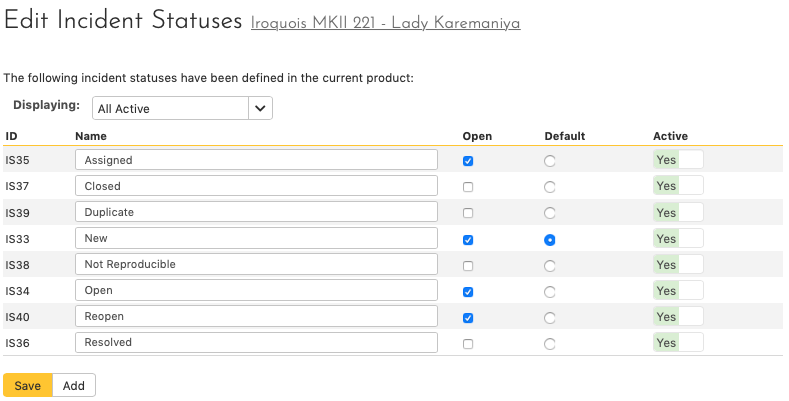 Edit Incident Statuses Iroquois MKII 221 - Lady Karemaniya
The following incident statuses have been defined in the current product:
Displaying: All Active
ID Name Open Default Active
IS35 Assigned Yes
IS37 Closed Yes
IS39 Duplicate Yes
IS33 New Yes
IS38 Not Reproducible Yes
IS34 Open Yes
IS40 Reopen Yes
IS36 Resolved Yes
Save Add